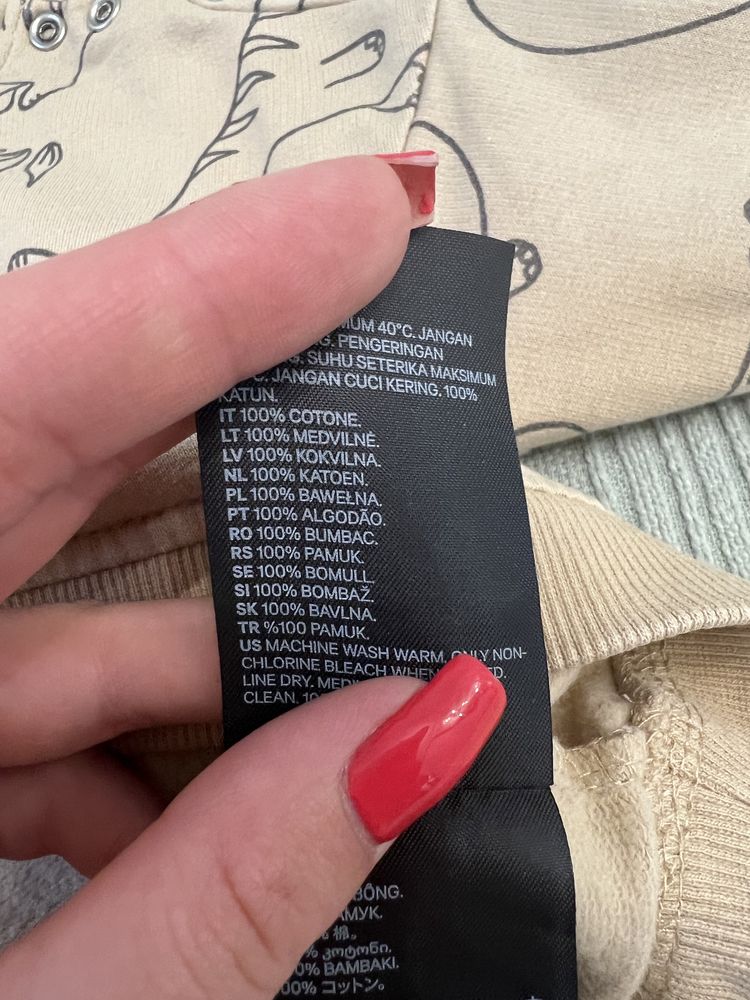 40°C. JANGAN
PENGERINGAN
SUHU SETERIKA MAKSIMUM
JANGAN CUCI KERING. 100%
KATUN.
IT 100% COTONE.
LT 100% MEDVILNĖ.
LV 100% KOKVILNA.
NL 100% KATOEN.
PL 100% BAWEŁNA.
PT 100% ALGODÃO.
RO 100% BUMBAC.
RS 100% PAMUK.
SE 100% BOMULL.
SI 100% BOMBAŽ.
SK 100% BAVLNA.
TR %100 PAMUK.
US MACHINE WASH WARM. ONLY NON-
CHLORINE BLEACH WHEN
LINE DRY.
CLEAN.
BÔNG.
棉。
% ქოტონი.
BAMBAKI.
コットン。